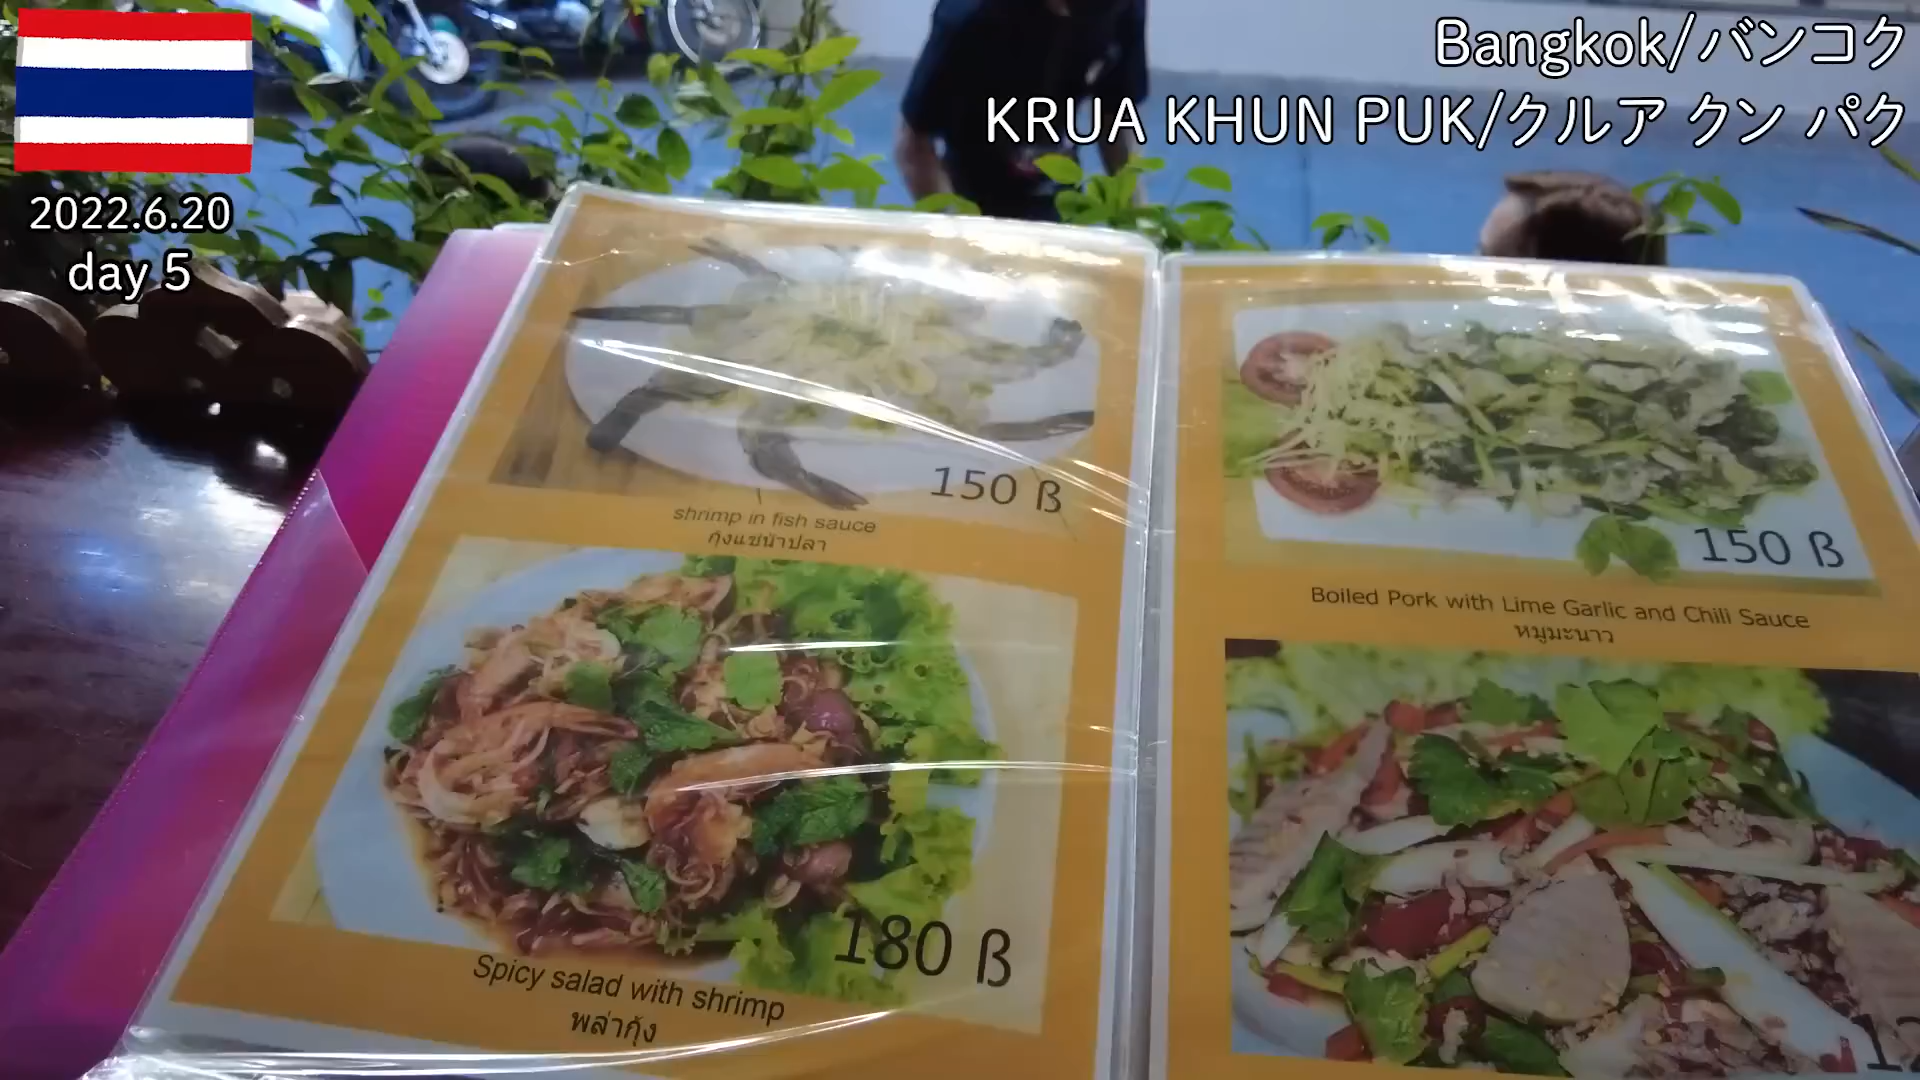 Bangkok/バンコク
KRUA KHUN PUK/クルア クン パク
2022.6.20
day 5
150 ß
shrimp in fish sauce
กุ้งแช่น้ำปลา
180 ß
Spicy salad with shrimp
พล่ากุ้ง
150 ß
Boiled Pork with Lime Garlic and Chili Sauce
หมูมะนาว